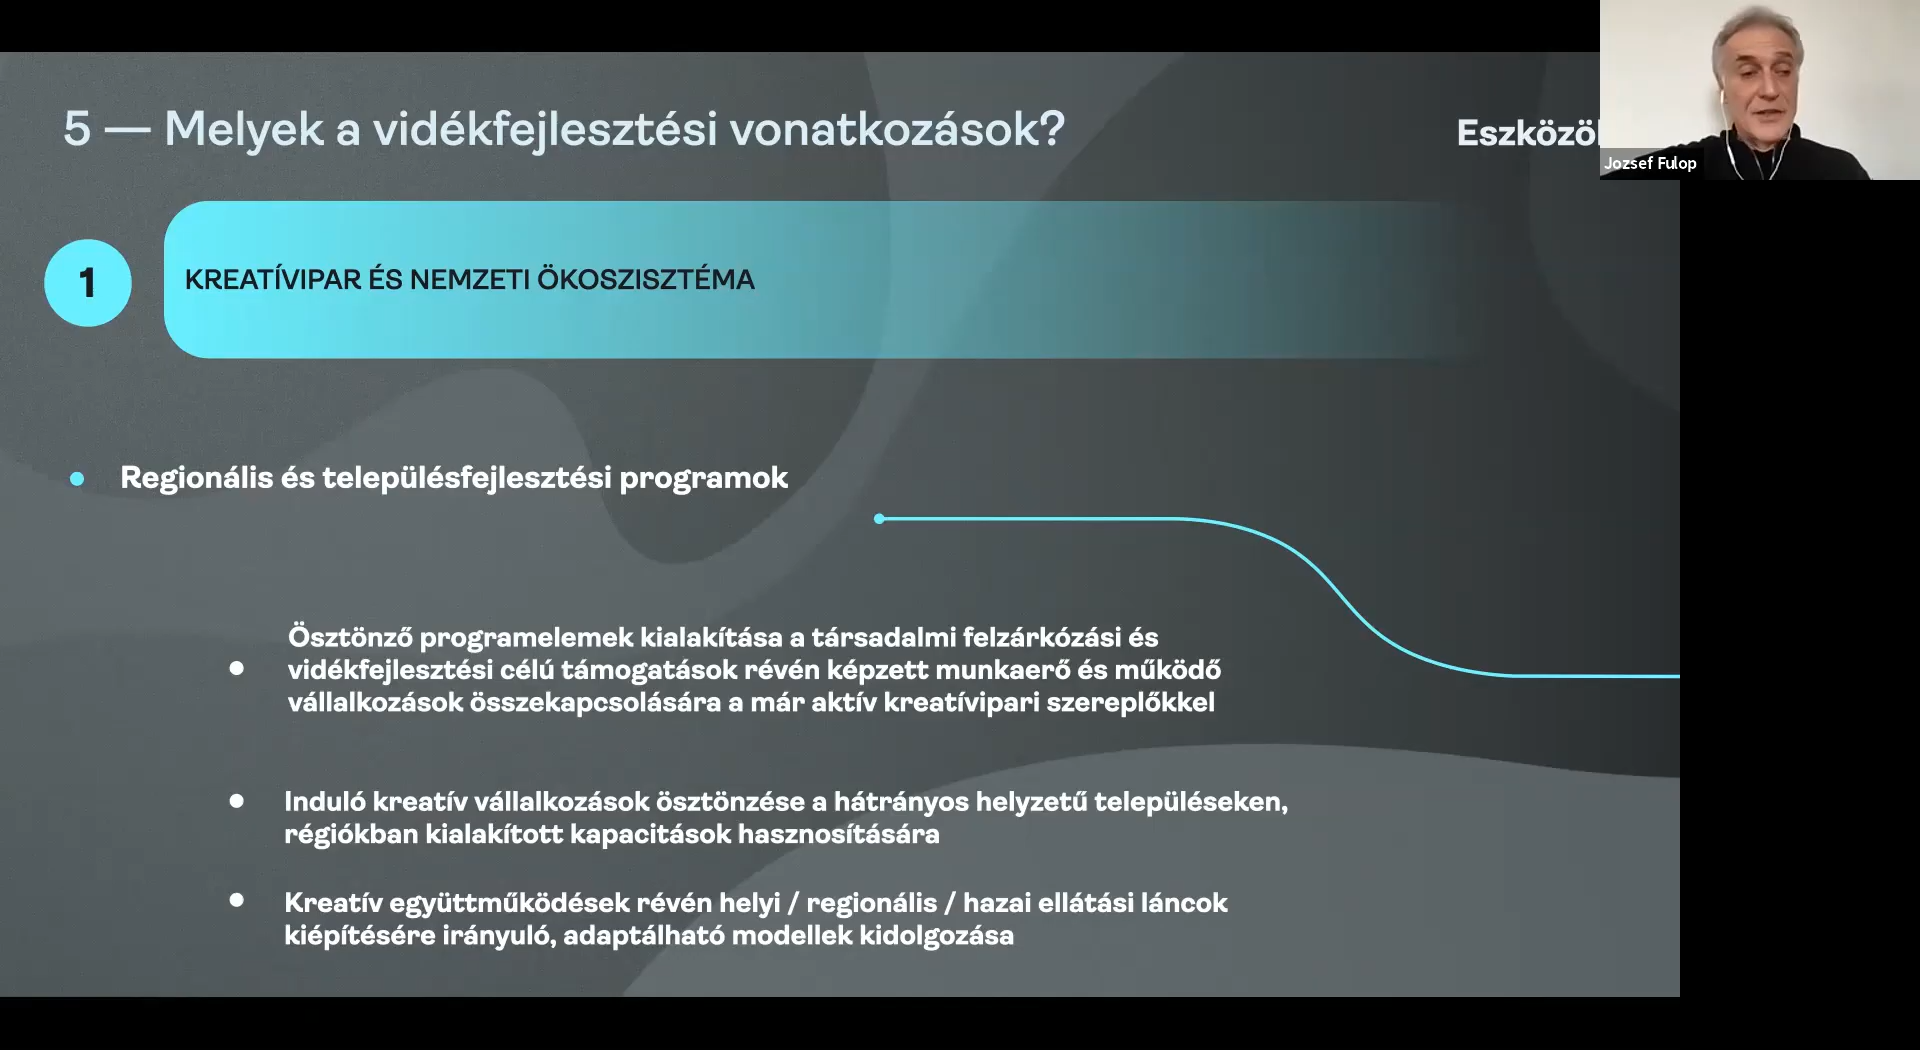 5 — Melyek a vidékfejlesztési vonatkozások?
Jozsef Fulop
1
KREATÍVIPAR ÉS NEMZETI ÖKOSZISZTÉMA
Regionális és településfejlesztési programok
Ösztönző programelemek kialakítása a társadalmi felzárkózási és
vidékfejlesztési célú támogatások révén képzett munkaerő és működő
vállalkozások összekapcsolására a már aktív kreatívipari szereplőkkel
Induló kreatív vállalkozások ösztönzése a hátrányos helyzetű településeken,
régiókban kialakított kapacitások hasznosítására
Kreatív együttműködések révén helyi / regionális / hazai ellátási láncok
kiépítésére irányuló, adaptálható modellek kidolgozása